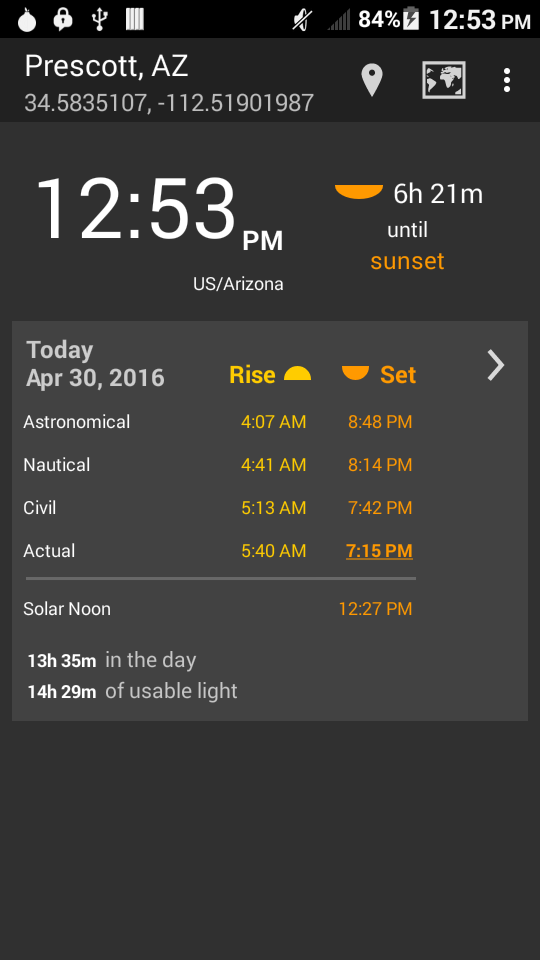 84% 12:53 PM
Prescott, AZ
34.5835107, -112.51901987
12:53 PM
US/Arizona
6h 21m
until
sunset
Today
Apr 30, 2016
Rise Set
Astronomical 4:07 AM 8:48 PM
Nautical 4:41 AM 8:14 PM
Civil 5:13 AM 7:42 PM
Actual 5:40 AM 7:15 PM
Solar Noon 12:27 PM
13h 35m in the day
14h 29m of usable light